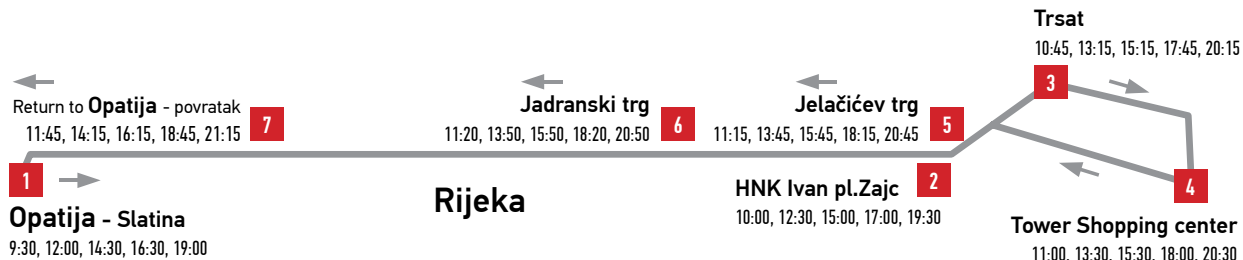 Trsat
10:45, 13:15, 15:15, 17:45, 20:15
3
Return to Opatija - povratak
11:45, 14:15, 16:15, 18:45, 21:15
7
Jadranski trg
11:20, 13:50, 15:50, 18:20, 20:50
6
Jelačićev trg
11:15, 13:45, 15:45, 18:15, 20:45
5
1
Opatija - Slatina
9:30, 12:00, 14:30, 16:30, 19:00
Rijeka
HNK Ivan pl.Zajc
2
10:00, 12:30, 15:00, 17:00, 19:30
4
Tower Shopping center
11:00, 13:30, 15:30, 18:00, 20:30